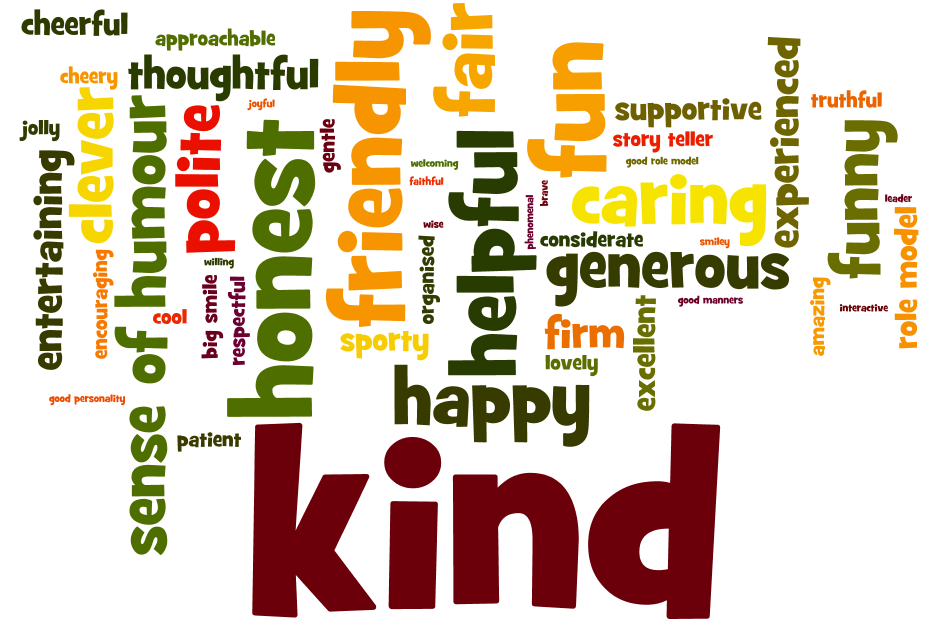 cheerful
approachable
cheery
thoughtful
joyful
jolly
clever
polite
gentle
friendly
fair
fun
supportive
experienced
truthful
story teller
good role model
funny
welcoming
faithful
brave
caring
leader
entertaining
sense of humour
honest
helpful
phenomenal
wise
considerate
smiley
role model
encouraging
willing
organised
generous
big smile
respectful
good manners
amazing
interactive
cool
sporty
firm
excellent
lovely
good personality
happy
patient
kind